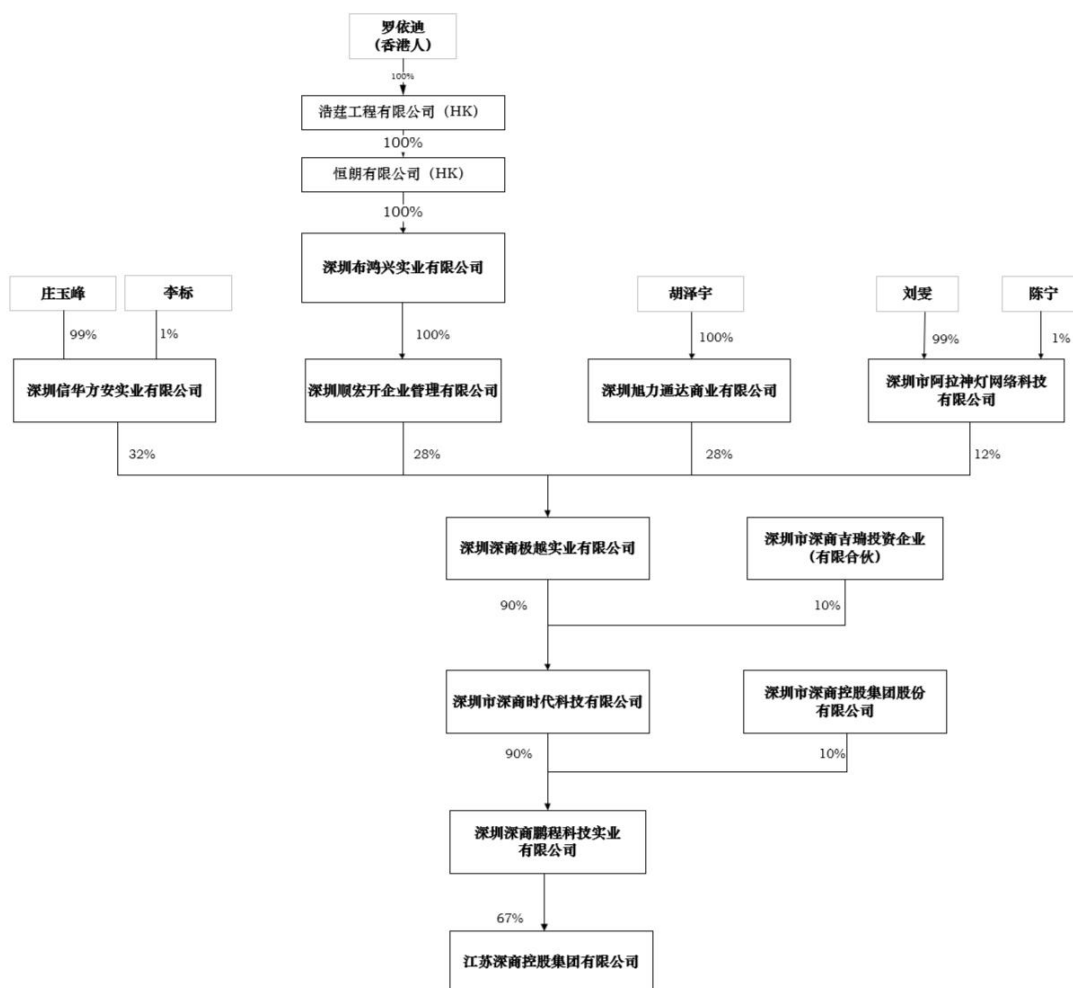 罗依迪
(香港人)
100%
浩莛工程有限公司（HK）
100%
恒朗有限公司（HK）
100%
深圳布鸿兴实业有限公司
庄玉峰
李标
胡泽宇
刘雯
陈宁
99%
1%
100%
100%
99%
1%
深圳信华方安实业有限公司
深圳顺宏开企业管理有限公司
深圳旭力通达商业有限公司
深圳市阿拉神灯网络科技
有限公司
32%
28%
28%
12%
深圳深商极越实业有限公司
深圳市深商吉瑞投资企业
(有限合伙)
90%
10%
深圳市深商时代科技有限公司
深圳市深商控股集团股份
有限公司
90%
10%
深圳深商鹏程科技实业
有限公司
67%
江苏深商控股集团有限公司